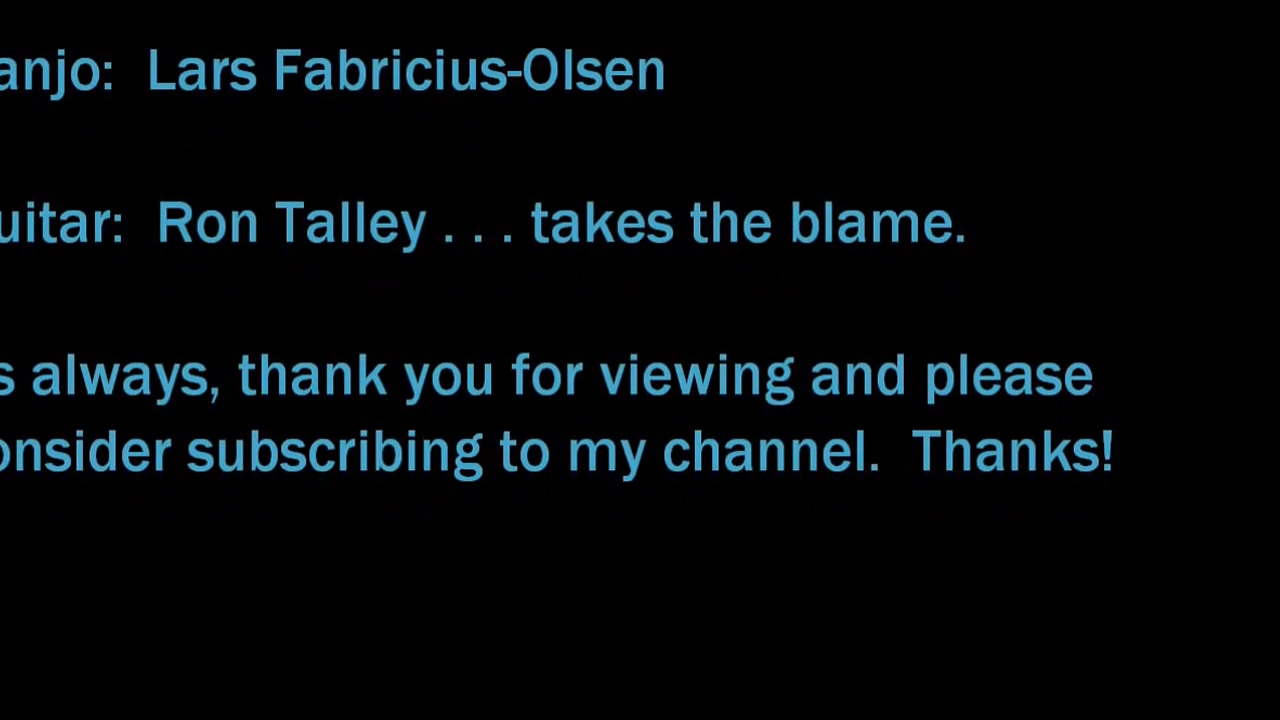 anjo:  Lars Fabricius-Olsen
uitar:  Ron Talley . . . takes the blame.
s always, thank you for viewing and please
onsider subscribing to my channel.  Thanks!